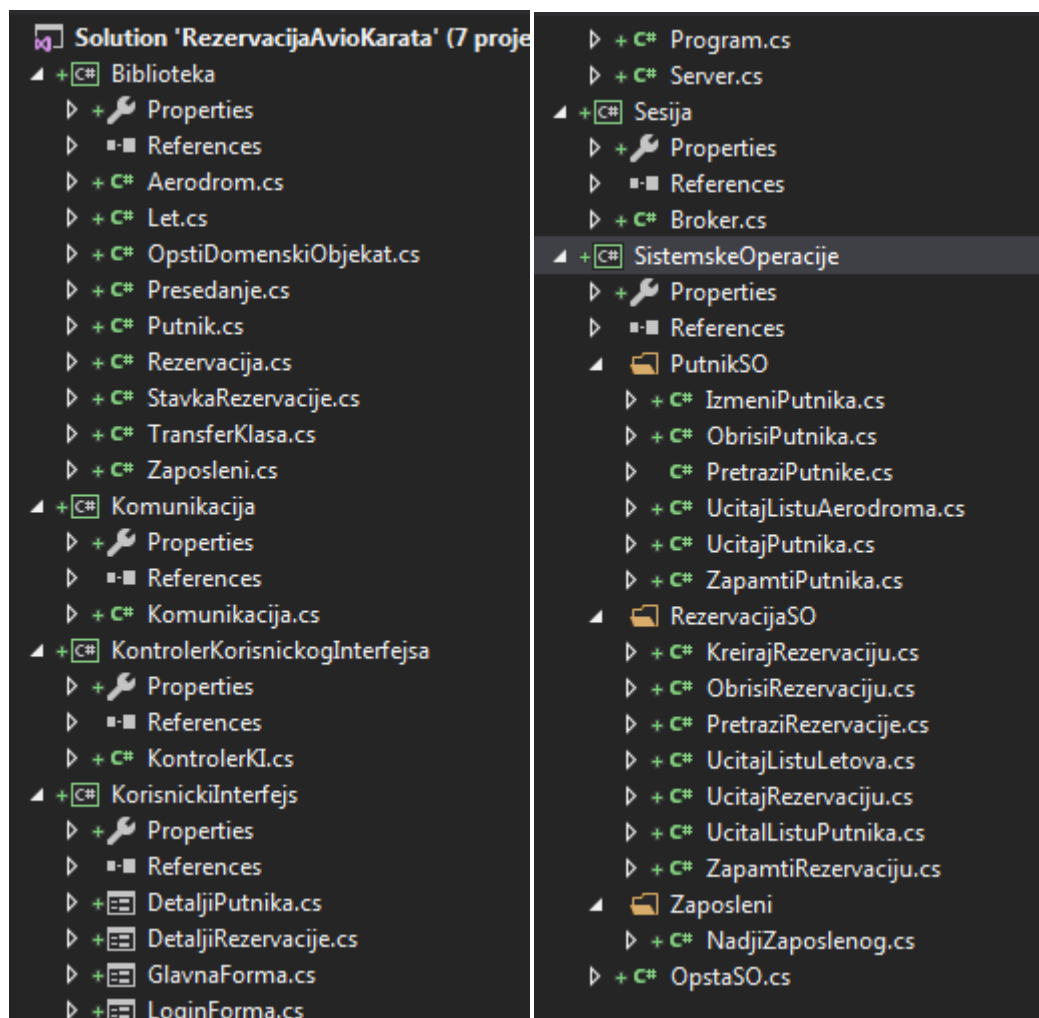 Solution 'RezervacijaAvioKarata' (7 proje
C# Biblioteka
Properties
References
C# Aerodrom.cs
C# Let.cs
C# OpstiDomenskiObjekat.cs
C# Presedanje.cs
C# Putnik.cs
C# Rezervacija.cs
C# StavkaRezervacije.cs
C# TransferKlasa.cs
C# Zaposleni.cs
C# Komunikacija
Properties
References
C# Komunikacija.cs
C# KontrolerKorisnickogInterfejsa
Properties
References
C# KontrolerKI.cs
C# KorisnickiInterfejs
Properties
References
DetaljiPutnika.cs
DetaljiRezervacije.cs
GlavnaForma.cs
LoginForma.cs
C# Program.cs
C# Server.cs
C# Sesija
Properties
References
C# Broker.cs
C# SistemskeOperacije
Properties
References
PutnikSO
C# IzmeniPutnika.cs
C# ObrisiPutnika.cs
C# PretraziPutnike.cs
C# UcitajListuAerodroma.cs
C# UcitajPutnika.cs
C# ZapamtiPutnika.cs
RezervacijaSO
C# KreirajRezervaciju.cs
C# ObrisiRezervaciju.cs
C# PretraziRezervacije.cs
C# UcitajListuLetova.cs
C# UcitajRezervaciju.cs
C# UcitalListuPutnika.cs
C# ZapamtiRezervaciju.cs
Zaposleni
C# NadjiZaposlenog.cs
C# OpstaSO.cs